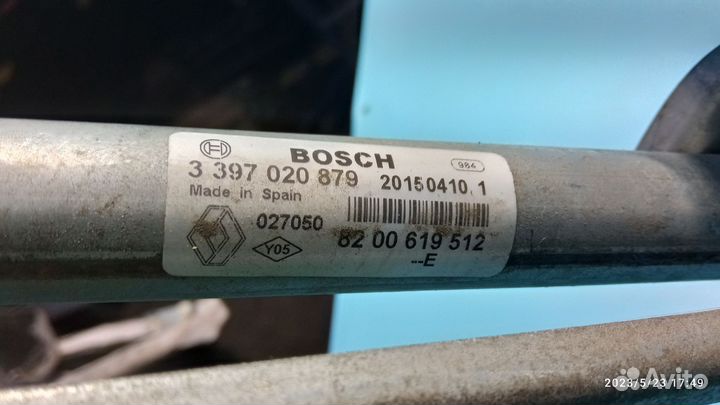 BOSCH
984
3 397 020 879
20150410.1
Made in Spain
027050
Y05
82 00 619 512
---E
2023/5/23 17:49
Avito